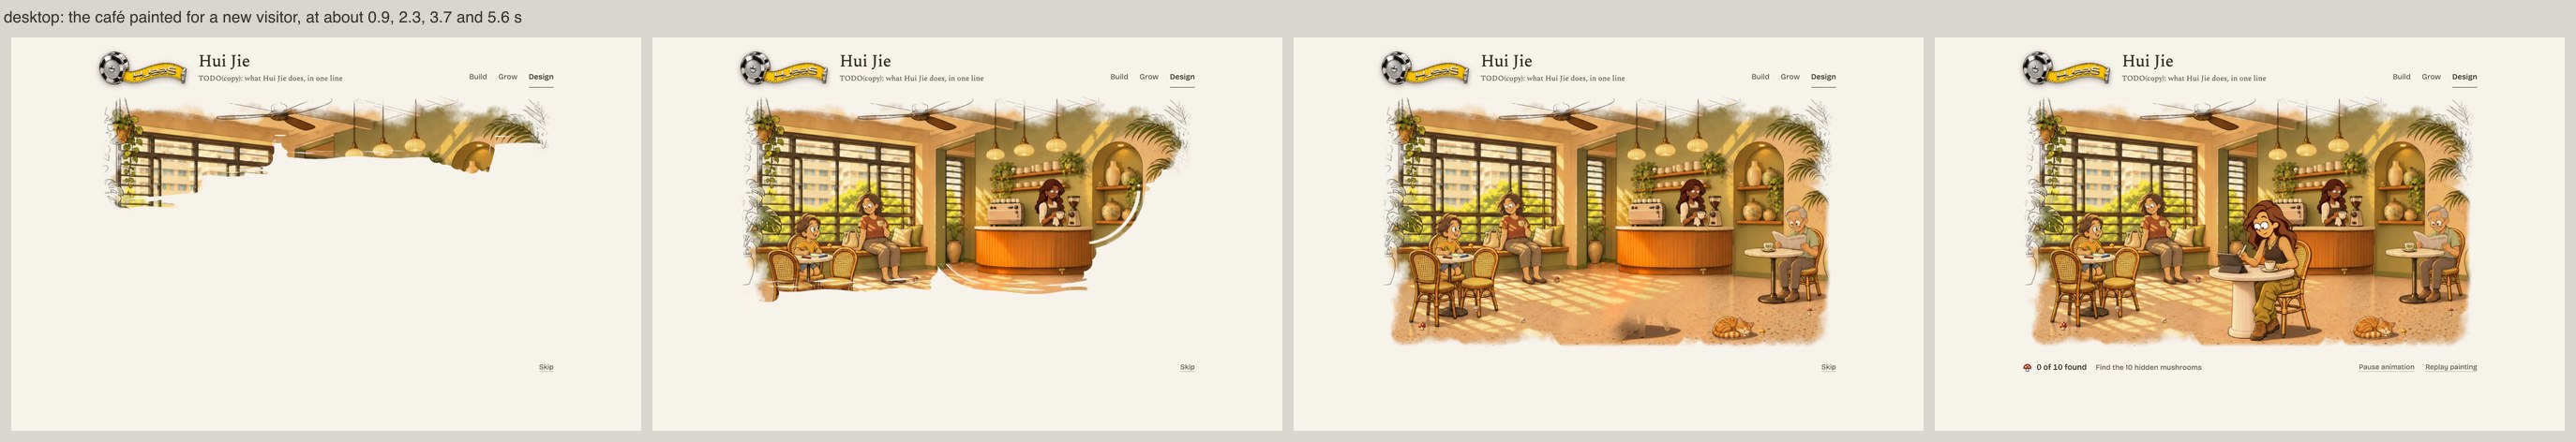 desktop: the café painted for a new visitor, at about 0.9, 2.3, 3.7 and 5.6 s
Hui Jie
TODO(copy): what Hui Jie does, in one line
Build Grow Design
Skip
Hui Jie
TODO(copy): what Hui Jie does, in one line
Build Grow Design
Skip
Hui Jie
TODO(copy): what Hui Jie does, in one line
Build Grow Design
Skip
Hui Jie
TODO(copy): what Hui Jie does, in one line
Build Grow Design
0 of 10 found Find the 10 hidden mushrooms Pause animation Replay painting